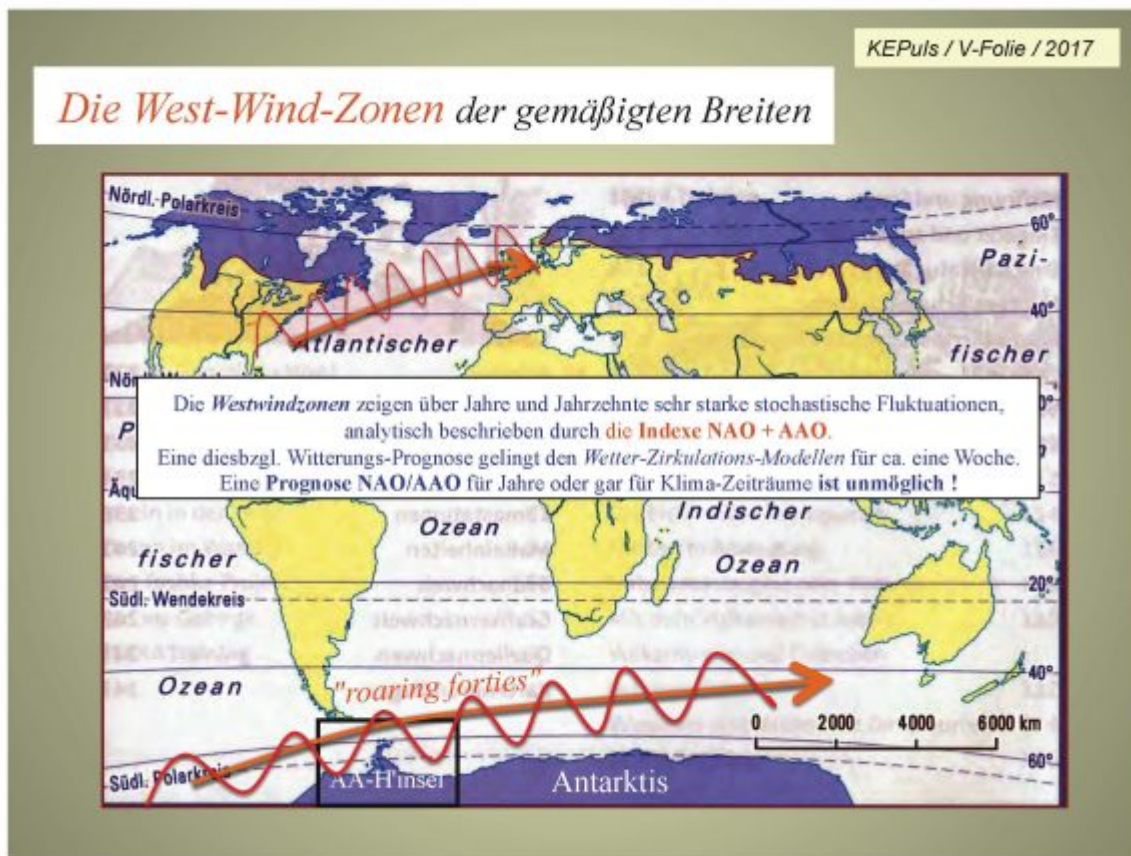 KEPuls / V-Folie / 2017
Die West-Wind-Zonen der gemäßigten Breiten
Nördl. Polarkreis
60°
Pazi-
40°
Atlantischer
fischer
Nörd
Die Westwindzonen zeigen über Jahre und Jahrzehnte sehr starke stochastische Fluktuationen,
analytisch beschrieben durch die Indexe NAO + AAO.
P
Eine diesbzgl. Witterungs-Prognose gelingt den Wetter-Zirkulations-Modellen für ca. eine Woche.
Äqu
Eine Prognose NAO/AAO für Jahre oder gar für Klima-Zeiträume ist unmöglich !
Indischer
Ozean
fischer
Ozean
20°
Südl. Wendekreis
40°
Ozean
"roaring forties"
0 2000 4000 6000 km
60°
Südl. Polarkreis
AA-H'insel
Antarktis